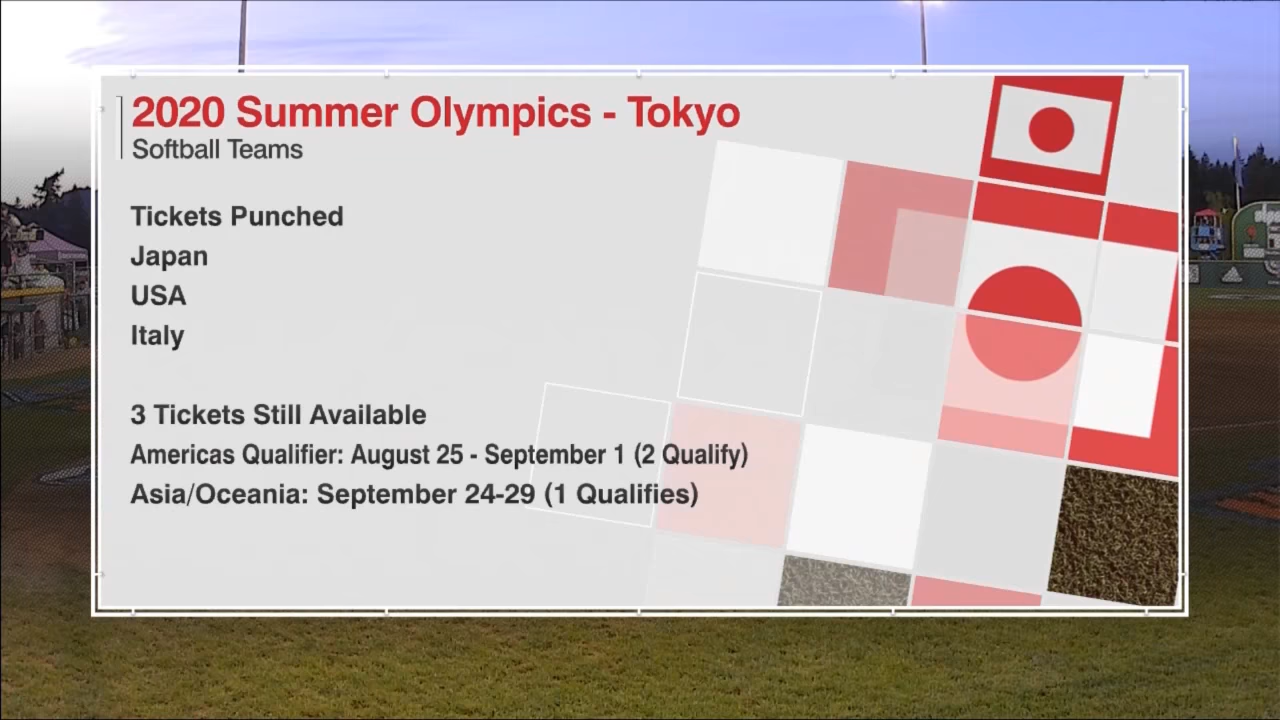 2020 Summer Olympics - Tokyo
Softball Teams
Tickets Punched
Japan
USA
Italy
3 Tickets Still Available
Americas Qualifier: August 25 - September 1 (2 Qualify)
Asia/Oceania: September 24-29 (1 Qualifies)